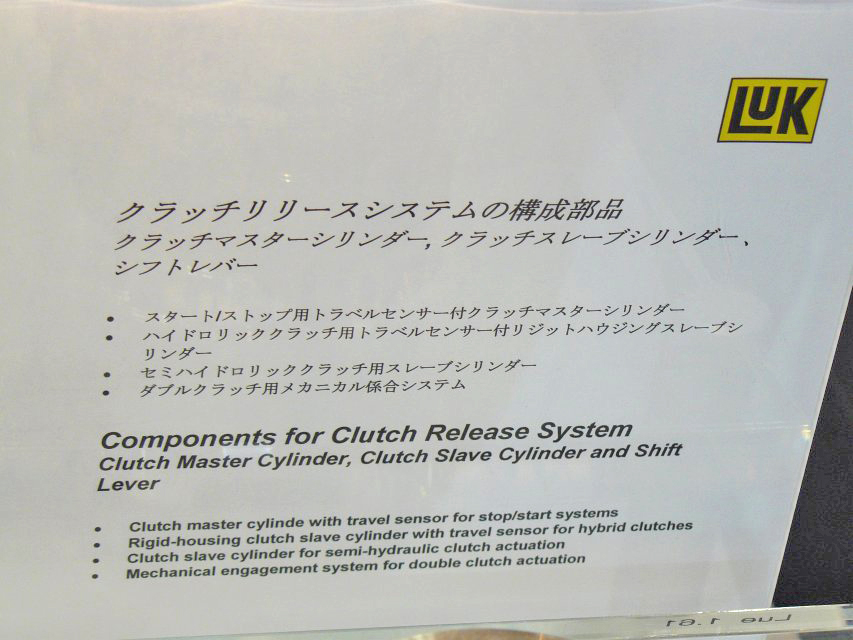 LUK
クラッチリリースシステムの構成部品
クラッチマスターシリンダー, クラッチスレーブシリンダー、
シフトレバー
• スタート/ストップ用トラベルセンサー付クラッチマスターシリンダー
• ハイドロリッククラッチ用トラベルセンサー付リジットハウジングスレーブシ
リンダー
• セミハイドロリッククラッチ用スレーブシリンダー
• ダブルクラッチ用メカニカル係合システム
Components for Clutch Release System
Clutch Master Cylinder, Clutch Slave Cylinder and Shift
Lever
• Clutch master cylinde with travel sensor for stop/start systems
• Rigid-housing clutch slave cylinder with travel sensor for hybrid clutches
• Clutch slave cylinder for semi-hydraulic clutch actuation
• Mechanical engagement system for double clutch actuation